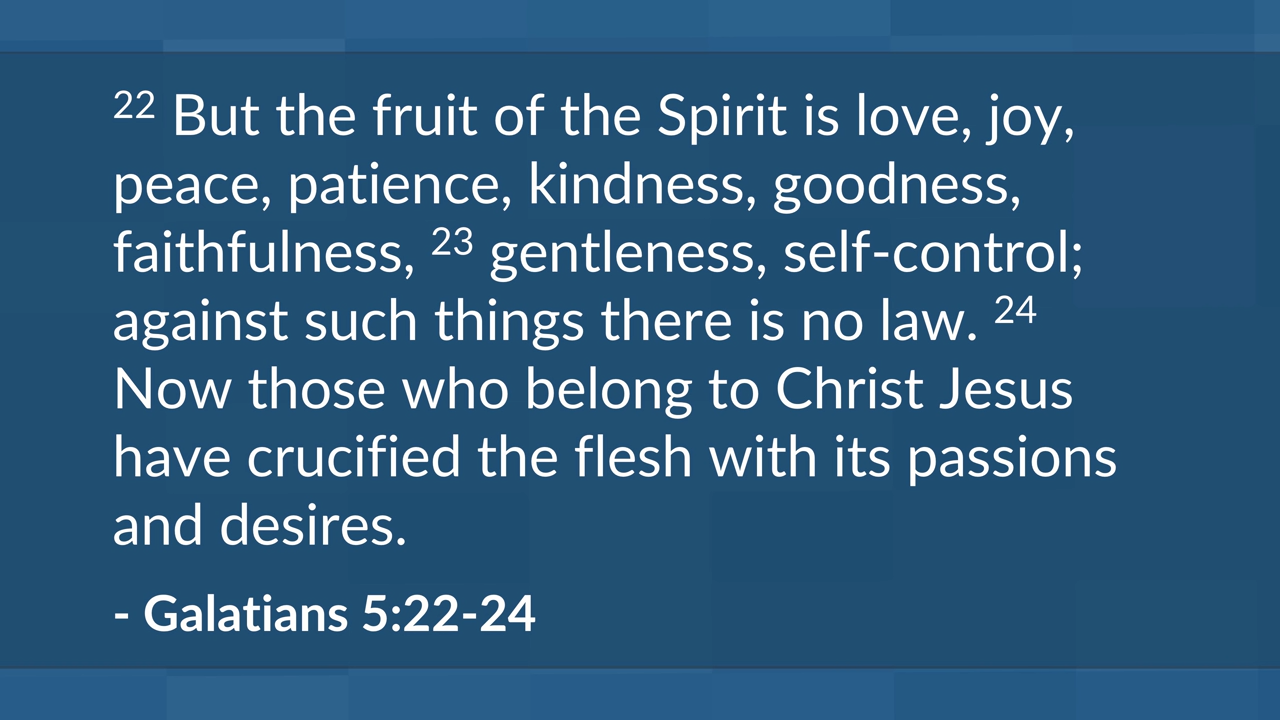 22 But the fruit of the Spirit is love, joy,
peace, patience, kindness, goodness,
faithfulness, 23 gentleness, self-control;
against such things there is no law. 24
Now those who belong to Christ Jesus
have crucified the flesh with its passions
and desires.
- Galatians 5:22-24